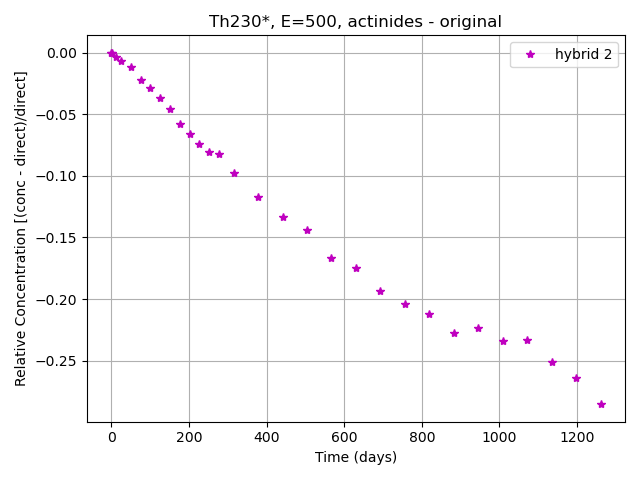 Th230*, E=500, actinides - original
hybrid 2
0.00
−0.05
−0.10
−0.15
−0.20
−0.25
Relative Concentration [(conc - direct)/direct]
0 200 400 600 800 1000 1200
Time (days)